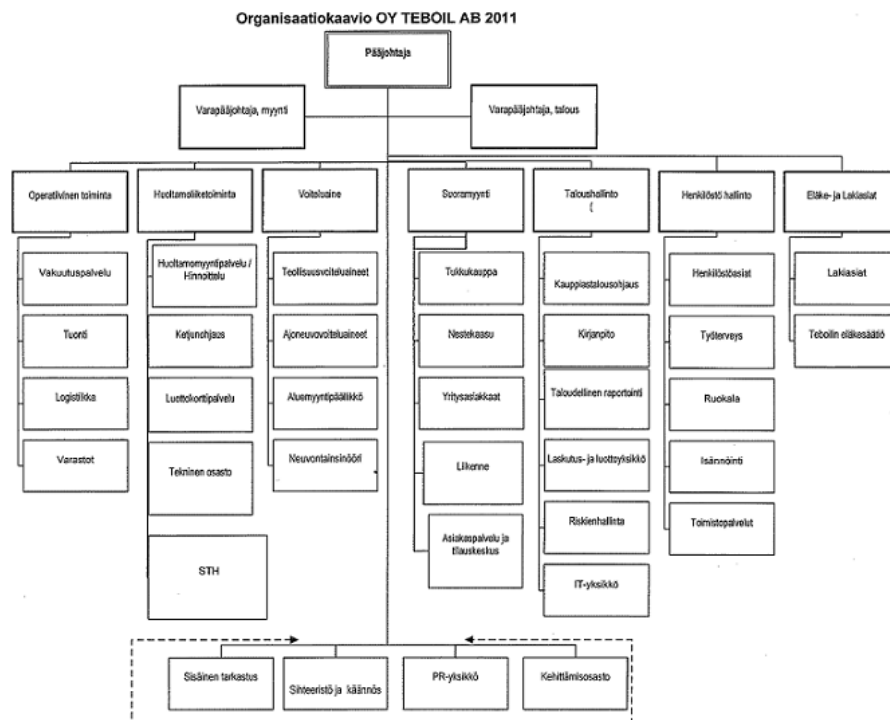 Organisaatiokaavio OY TEBOIL AB 2011
Pääjohtaja
Varapääjohtaja, myynti
Varapääjohtaja, talous
Operatiivinen toiminta
Huoltamoliiketoiminta
Voiteluaine
Suoramyynti
Taloushallinto
(
Henkilöstö hallinto
Eläke- ja Lakiasiat
Vakuutuspalvelu
Tuonti
Logistiikka
Varastot
Huoltamomyyntipalvelu /
Hinnoittelu
Ketjunohjaus
Luottokorttipalvelu
Tekninen osasto
STH
Teollisuusvoiteluaineet
Ajoneuvovoiteluaineet
Aluemyyntipäällikkö
Neuvontainsinööri
Tukkukauppa
Nestekaasu
Yritysasiakkaat
Liikenne
Asiakaspalvelu ja
tilauskeskus
Kauppiastalousohjaus
Kirjanpito
Taloudellinen raportointi
Laskutus- ja luottoyksikkö
Riskienhallinta
IT-yksikkö
Henkilöstöasiat
Työterveys
Ruokala
Isännöinti
Toimistopalvelut
Lakiasiat
Teboilin eläkesäätiö
Sisäinen tarkastus
Sihteeristö ja käännös
PR-yksikkö
Kehittämisosasto